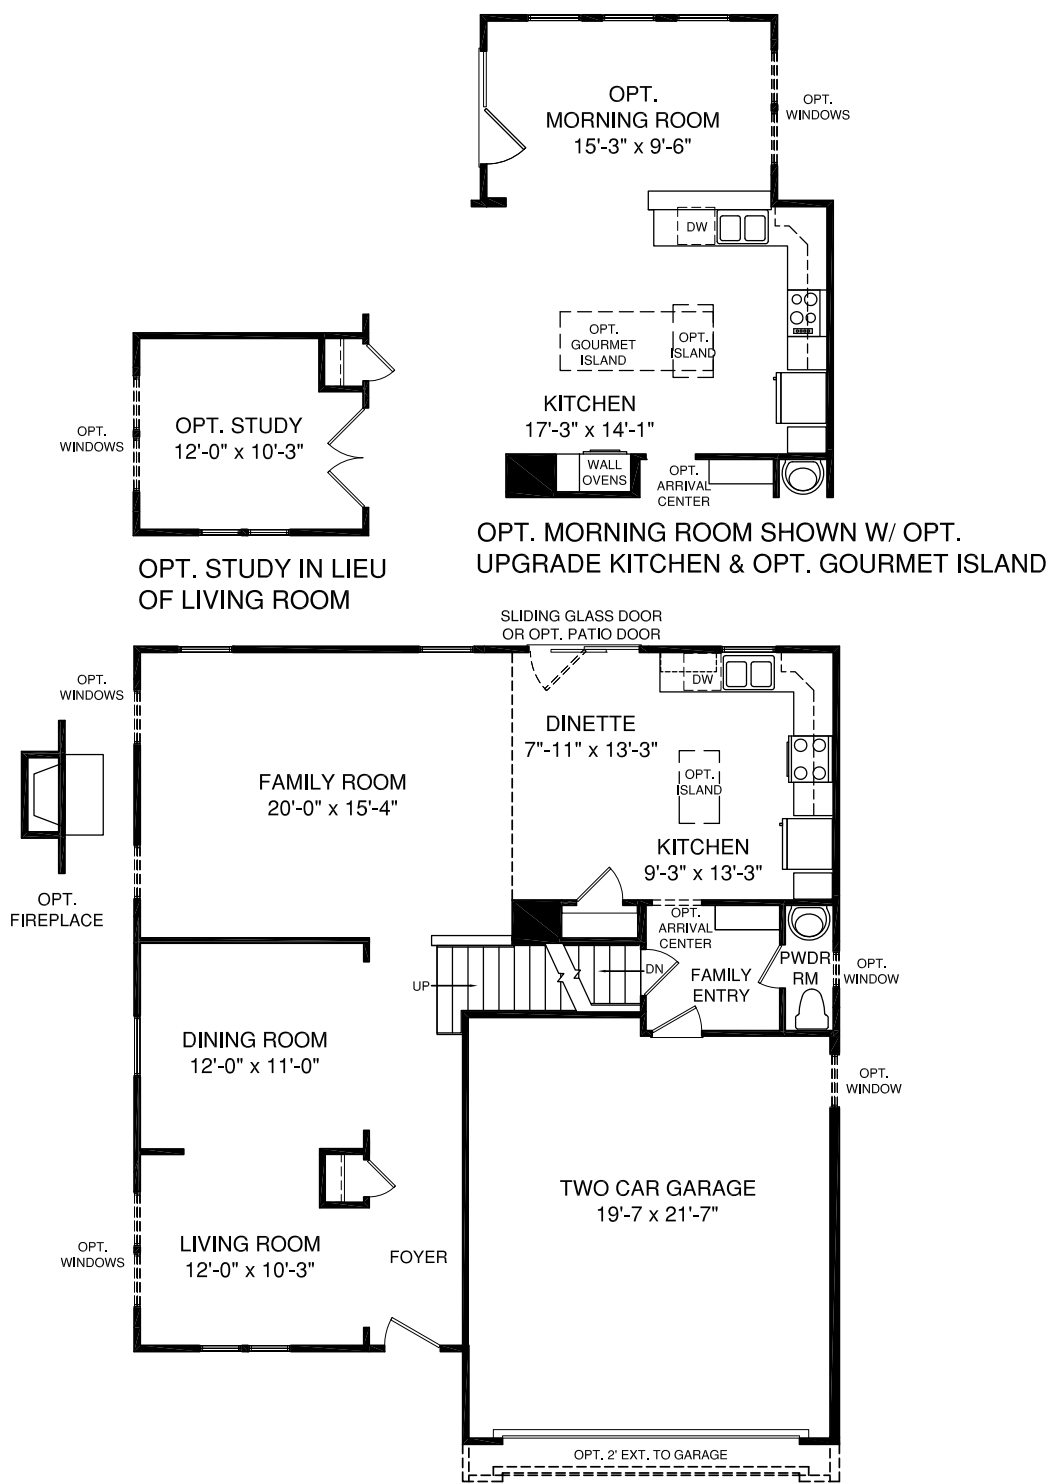 OPT.
MORNING ROOM
15'-3" x 9'-6"
OPT.
WINDOWS
DW
OPT.
GOURMET
ISLAND
OPT.
ISLAND
KITCHEN
17'-3" x 14'-1"
WALL
OVENS
OPT.
ARRIVAL
CENTER
OPT. MORNING ROOM SHOWN W/ OPT.
UPGRADE KITCHEN & OPT. GOURMET ISLAND
OPT.
WINDOWS
OPT. STUDY
12'-0" x 10'-3"
OPT. STUDY IN LIEU
OF LIVING ROOM
SLIDING GLASS DOOR
OR OPT. PATIO DOOR
OPT.
WINDOWS
DW
DINETTE
7"-11" x 13'-3"
FAMILY ROOM
20'-0" x 15'-4"
OPT.
ISLAND
KITCHEN
9'-3" x 13'-3"
OPT.
FIREPLACE
OPT.
ARRIVAL
CENTER
UP
DN
FAMILY
ENTRY
PWDR
RM
OPT.
WINDOW
DINING ROOM
12'-0" x 11'-0"
OPT.
WINDOW
TWO CAR GARAGE
19'-7 x 21'-7"
OPT.
WINDOWS
LIVING ROOM
12'-0" x 10'-3"
FOYER
OPT. 2' EXT. TO GARAGE